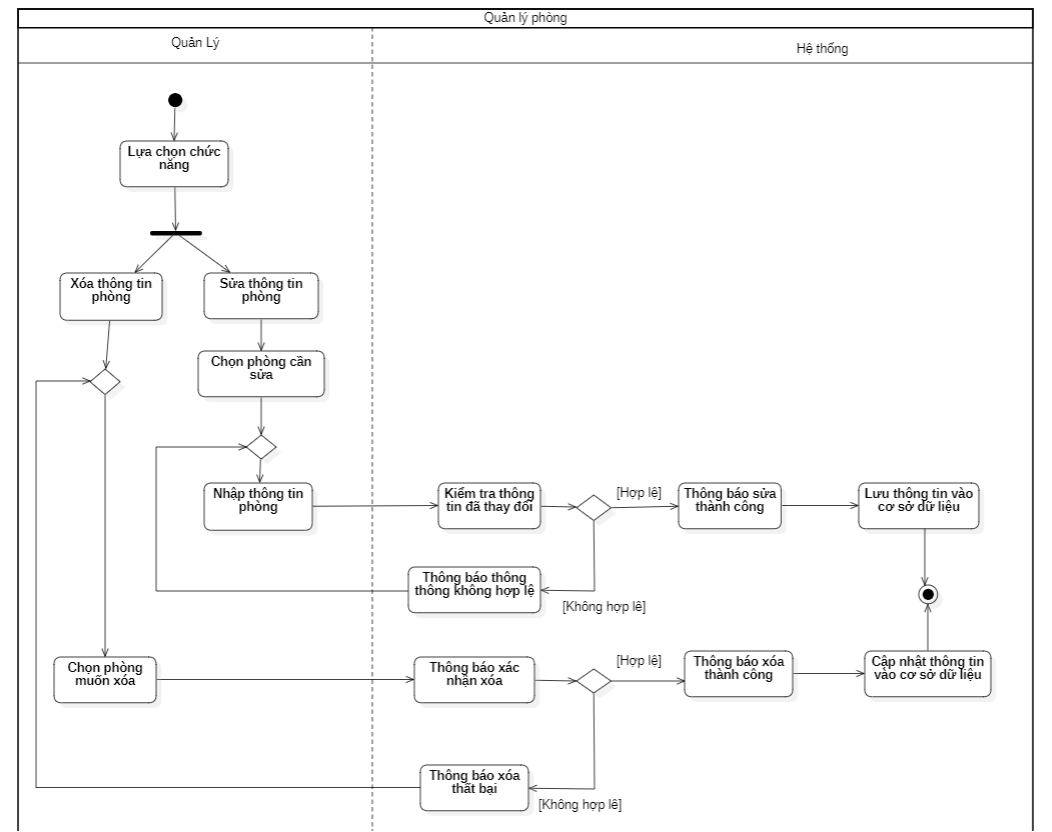 Quản lý phòng
Quản Lý
Hệ thống
Lựa chọn chức
năng
Xóa thông tin
phòng
Sửa thông tin
phòng
Chọn phòng cần
sửa
Nhập thông tin
phòng
Kiểm tra thông
tin đã thay đổi
[Hợp lệ]
Thông báo sửa
thành công
Lưu thông tin vào
cơ sở dữ liệu
Thông báo thông
thông không hợp lệ
[Không hợp lệ]
Chọn phòng
muốn xóa
Thông báo xác
nhận xóa
[Hợp lệ]
Thông báo xóa
thành công
Cập nhật thông tin
vào cơ sở dữ liệu
Thông báo xóa
thất bại
[Không hợp lệ]